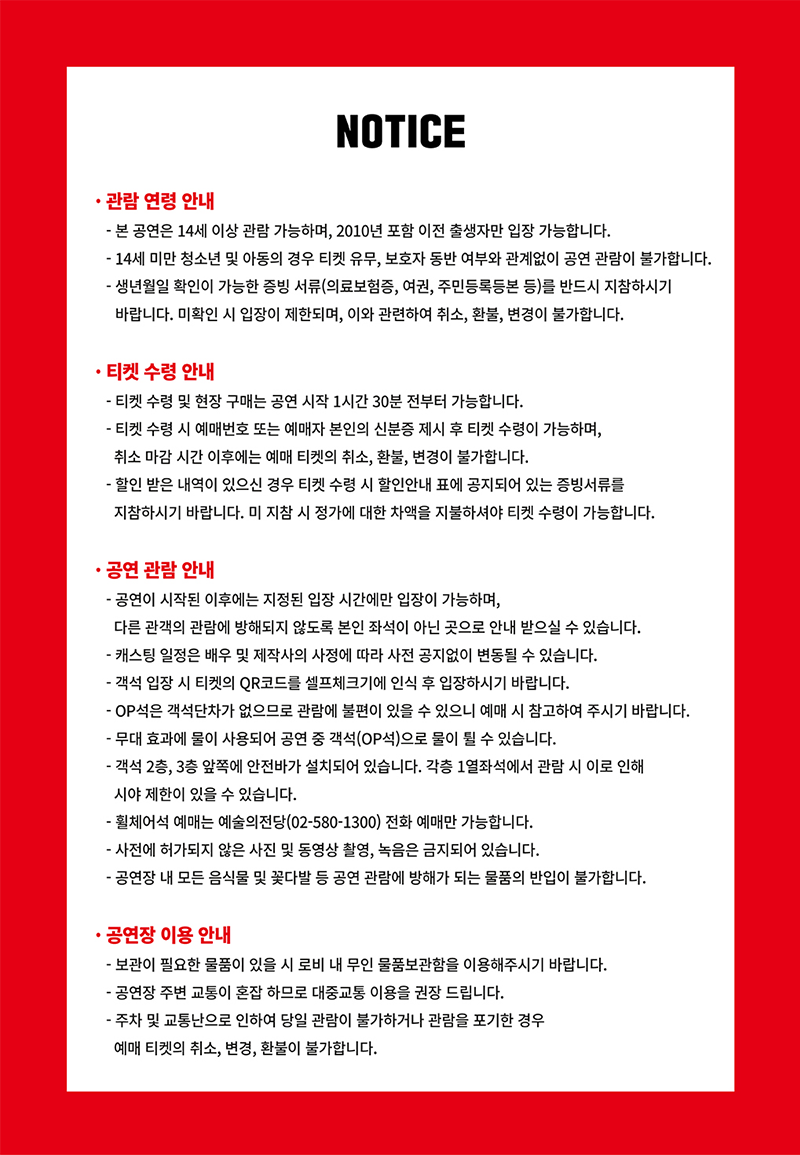 NOTICE
· 관람 연령 안내
- 본 공연은 14세 이상 관람 가능하며, 2010년 포함 이전 출생자만 입장 가능합니다.
- 14세 미만 청소년 및 아동의 경우 티켓 유무, 보호자 동반 여부와 관계없이 공연 관람이 불가합니다.
- 생년월일 확인이 가능한 증빙 서류(의료보험증, 여권, 주민등록등본 등)를 반드시 지참하시기
바랍니다. 미확인 시 입장이 제한되며, 이와 관련하여 취소, 환불, 변경이 불가합니다.
· 티켓 수령 안내
- 티켓 수령 및 현장 구매는 공연 시작 1시간 30분 전부터 가능합니다.
- 티켓 수령 시 예매번호 또는 예매자 본인의 신분증 제시 후 티켓 수령이 가능하며,
취소 마감 시간 이후에는 예매 티켓의 취소, 환불, 변경이 불가합니다.
- 할인 받은 내역이 있으신 경우 티켓 수령 시 할인안내 표에 공지되어 있는 증빙서류를
지참하시기 바랍니다. 미 지참 시 정가에 대한 차액을 지불하셔야 티켓 수령이 가능합니다.
· 공연 관람 안내
- 공연이 시작된 이후에는 지정된 입장 시간에만 입장이 가능하며,
다른 관객의 관람에 방해되지 않도록 본인 좌석이 아닌 곳으로 안내 받으실 수 있습니다.
- 캐스팅 일정은 배우 및 제작사의 사정에 따라 사전 공지없이 변동될 수 있습니다.
- 객석 입장 시 티켓의 QR코드를 셀프체크기에 인식 후 입장하시기 바랍니다.
- OP석은 객석단차가 없으므로 관람에 불편이 있을 수 있으니 예매 시 참고하여 주시기 바랍니다.
- 무대 효과에 물이 사용되어 공연 중 객석(OP석)으로 물이 튈 수 있습니다.
- 객석 2층, 3층 앞쪽에 안전바가 설치되어 있습니다. 각층 1열좌석에서 관람 시 이로 인해
시야 제한이 있을 수 있습니다.
- 휠체어석 예매는 예술의전당(02-580-1300) 전화 예매만 가능합니다.
- 사전에 허가되지 않은 사진 및 동영상 촬영, 녹음은 금지되어 있습니다.
- 공연장 내 모든 음식물 및 꽃다발 등 공연 관람에 방해가 되는 물품의 반입이 불가합니다.
· 공연장 이용 안내
- 보관이 필요한 물품이 있을 시 로비 내 무인 물품보관함을 이용해주시기 바랍니다.
- 공연장 주변 교통이 혼잡 하므로 대중교통 이용을 권장 드립니다.
- 주차 및 교통난으로 인하여 당일 관람이 불가하거나 관람을 포기한 경우
예매 티켓의 취소, 변경, 환불이 불가합니다.